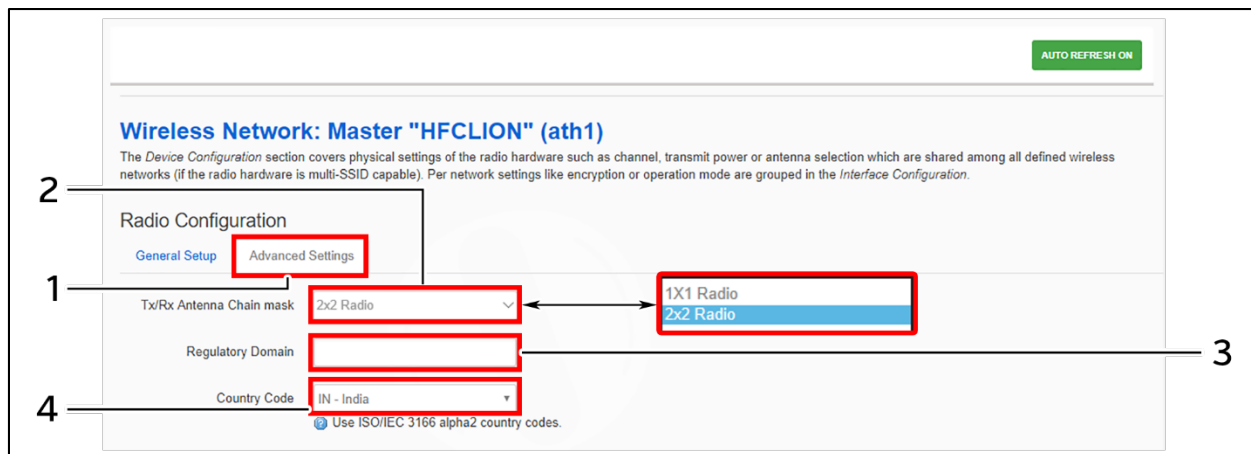 AUTO REFRESH ON
Wireless Network: Master "HFCLION" (ath1)
The Device Configuration section covers physical settings of the radio hardware such as channel, transmit power or antenna selection which are shared among all defined wireless
networks (if the radio hardware is multi-SSID capable). Per network settings like encryption or operation mode are grouped in the Interface Configuration.
2
Radio Configuration
General Setup Advanced Settings
1
Tx/Rx Antenna Chain mask 2x2 Radio
1X1 Radio
2x2 Radio
Regulatory Domain
3
Country Code IN - India
4
Use ISO/IEC 3166 alpha2 country codes.